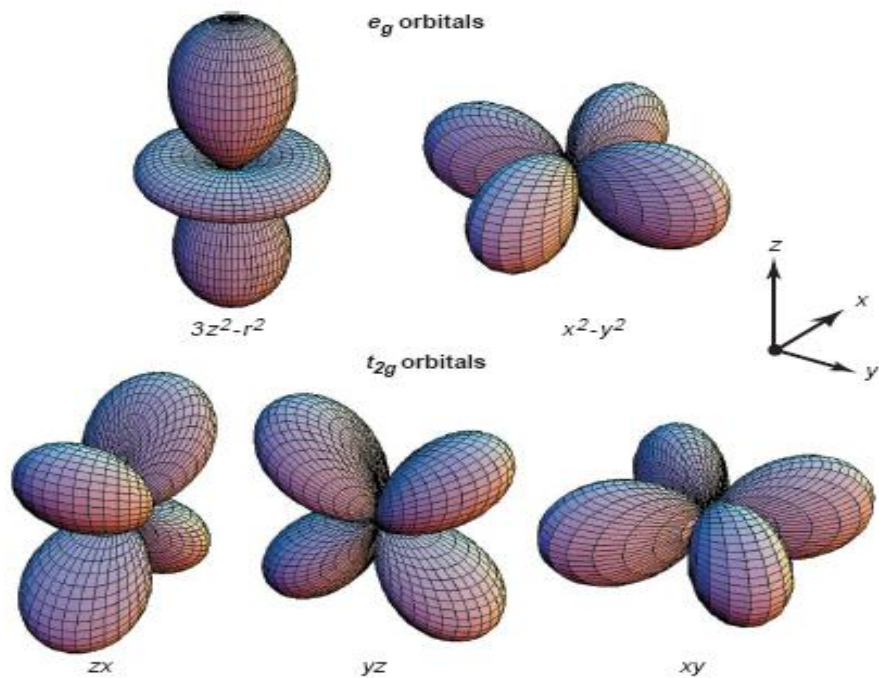 e_g orbitals
3z²-r²
x²-y²
z
x
y
t_2g orbitals
zx
yz
xy